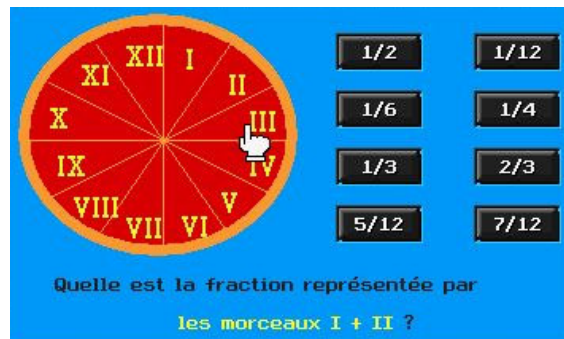 XII I
XI II
X III
IX IV
VIII V
VII VI
1/2 1/12
1/6 1/4
1/3 2/3
5/12 7/12
Quelle est la fraction représentée par
les morceaux I + II ?